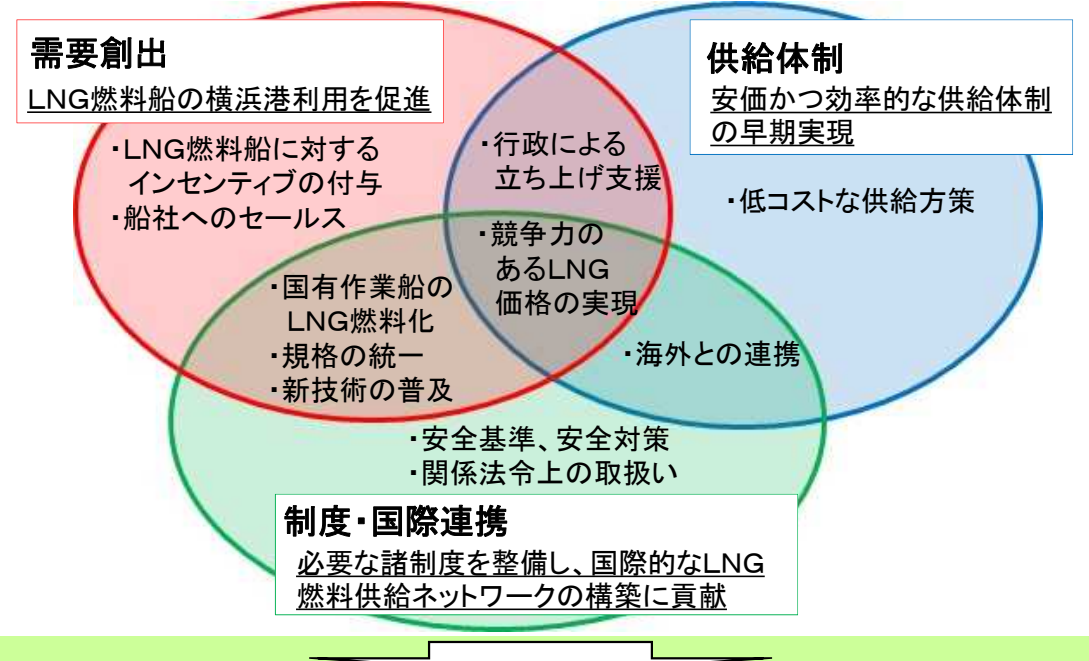 需要創出
LNG燃料船の横浜港利用を促進
・LNG燃料船に対する
インセンティブの付与
・船社へのセールス
供給体制
安価かつ効率的な供給体制
の早期実現
・低コストな供給方策
・行政による
立ち上げ支援
・競争力の
あるLNG
価格の実現
・国有作業船の
LNG燃料化
・規格の統一
・新技術の普及
・海外との連携
・安全基準、安全対策
・関係法令上の取扱い
制度・国際連携
必要な諸制度を整備し、国際的なLNG
燃料供給ネットワークの構築に貢献